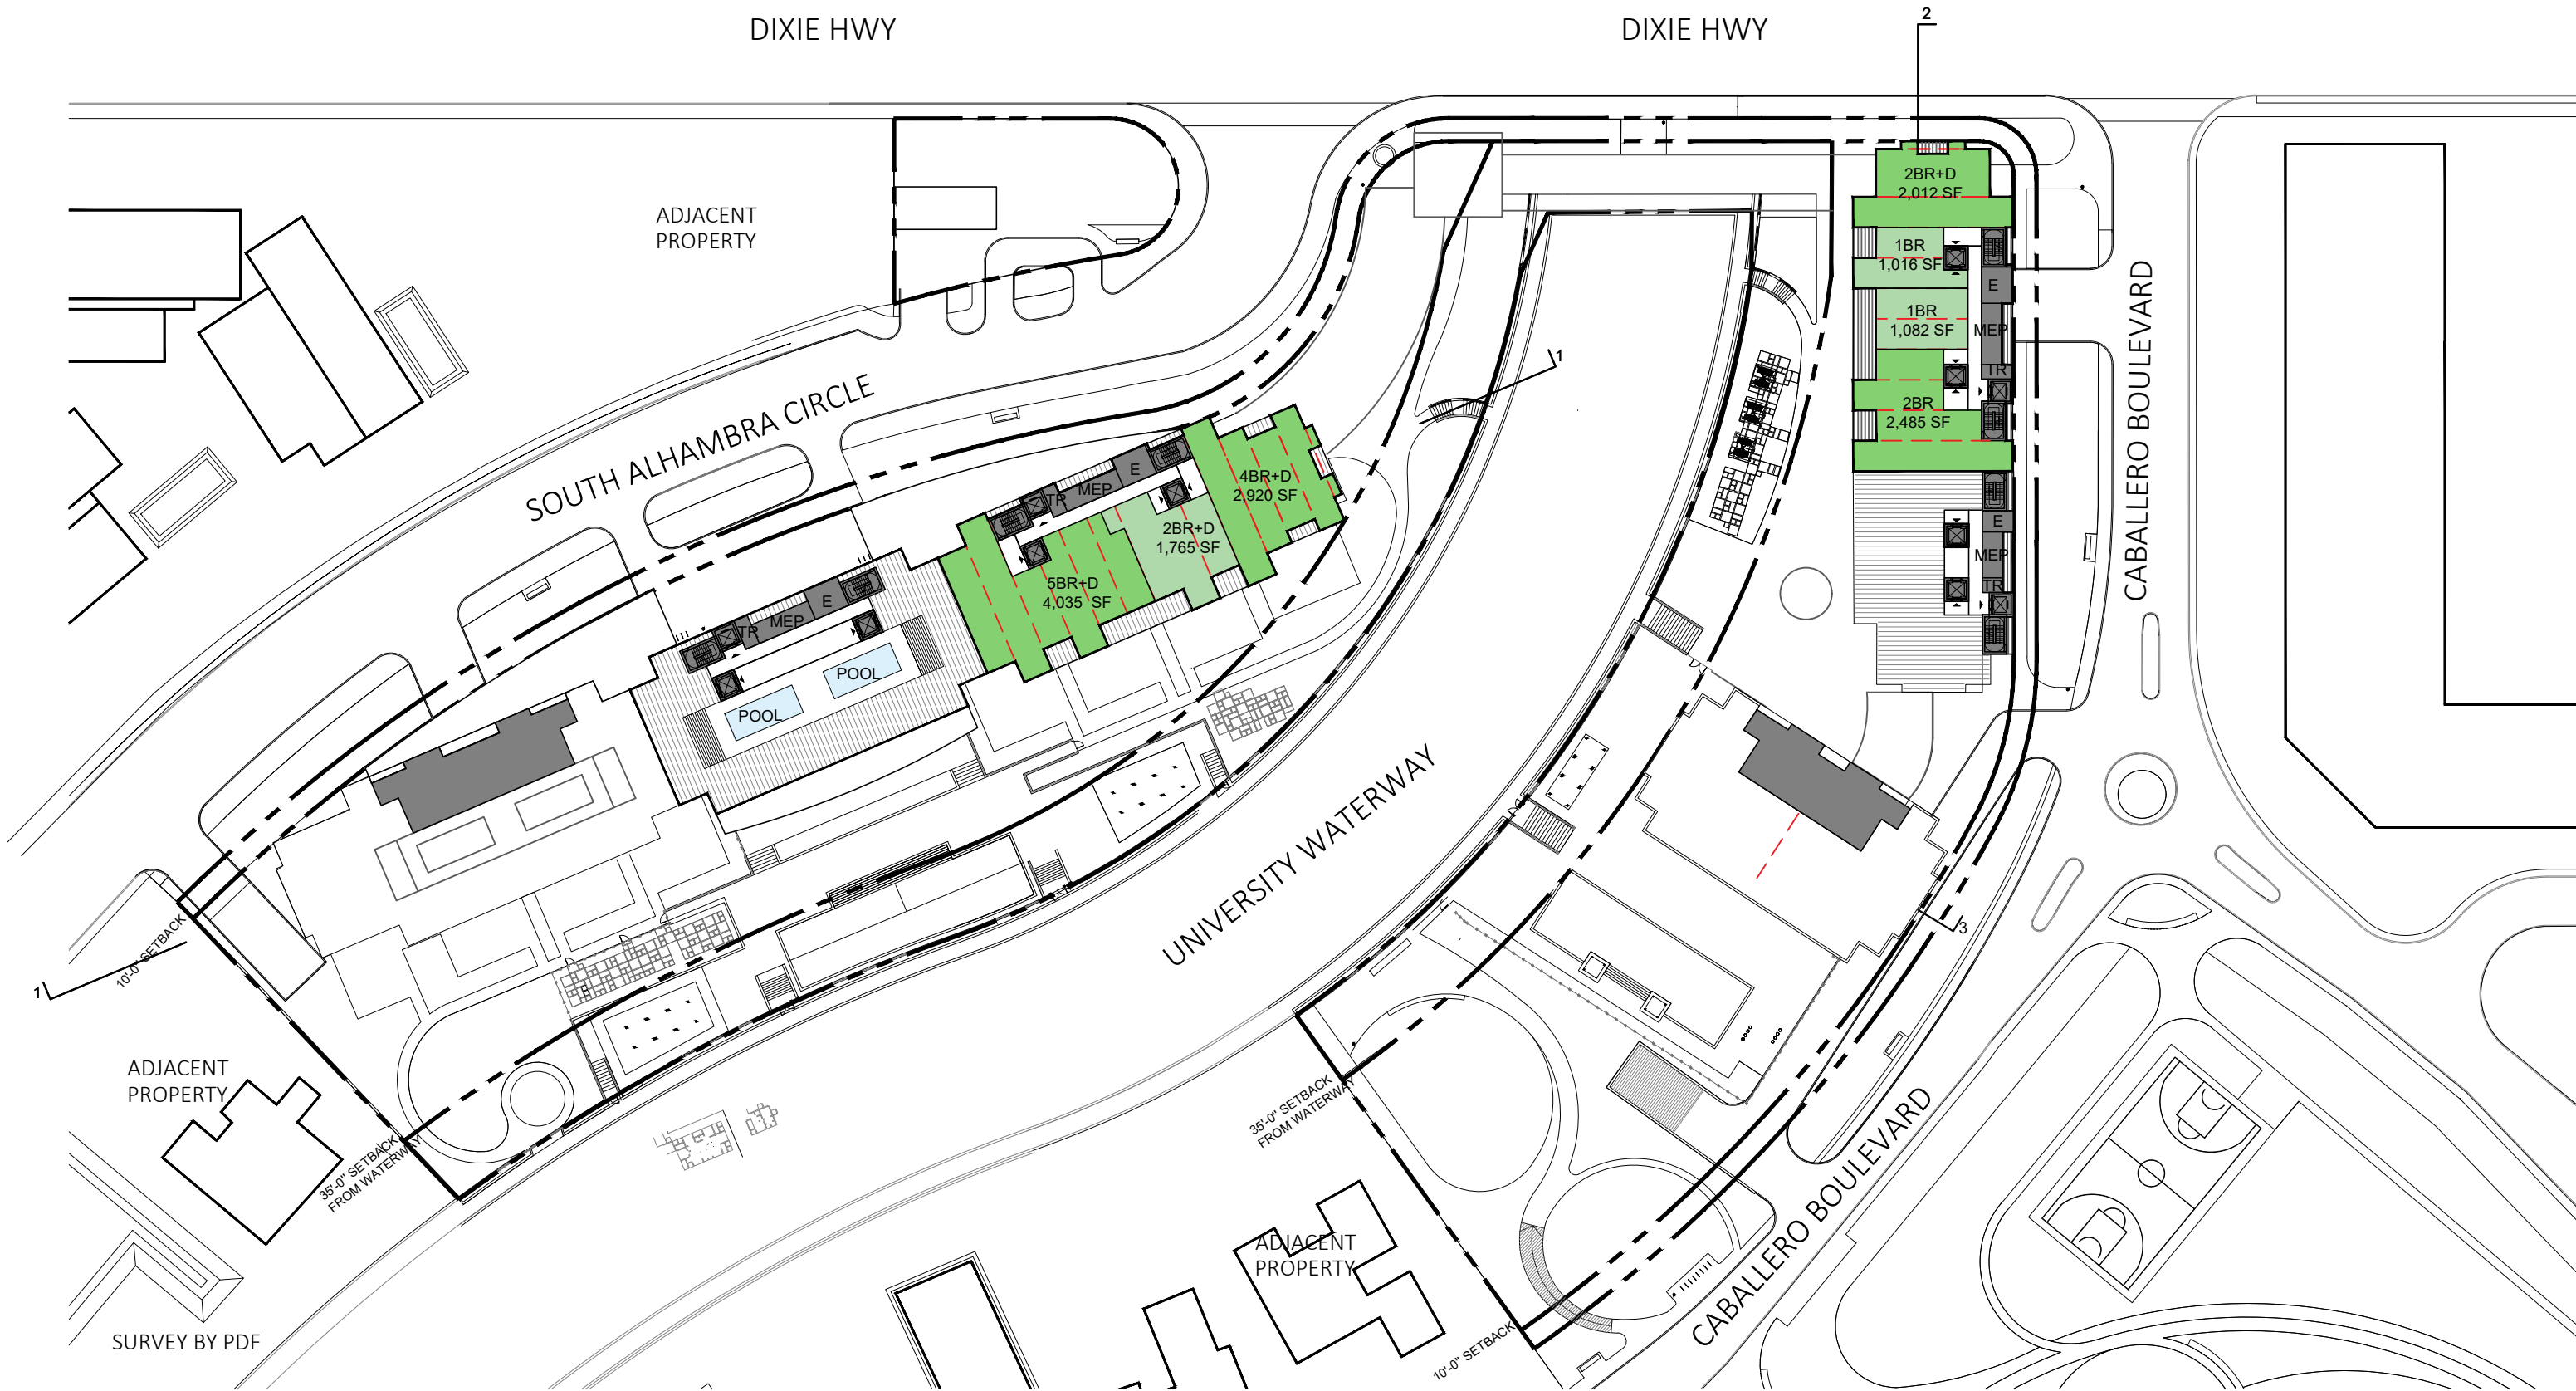 DIXIE HWY
DIXIE HWY
2
ADJACENT
PROPERTY
2BR+D
2,012 SF
1BR
1,016 SF
E
1BR
1,082 SF
MEP
TR
2BR
2,485 SF
E
MEP
TR
CABALLERO BOULEVARD
1
SOUTH ALHAMBRA CIRCLE
E
MEP
TR
4BR+D
2,920 SF
2BR+D
1,765 SF
5BR+D
4,035 SF
E
MEP
TR
POOL
POOL
UNIVERSITY WATERWAY
3
10'-0" SETBACK
1
ADJACENT
PROPERTY
35'-0" SETBACK
FROM WATERWAY
35'-0" SETBACK
FROM WATERWAY
ADJACENT
PROPERTY
CABALLERO BOULEVARD
10'-0" SETBACK
SURVEY BY PDF